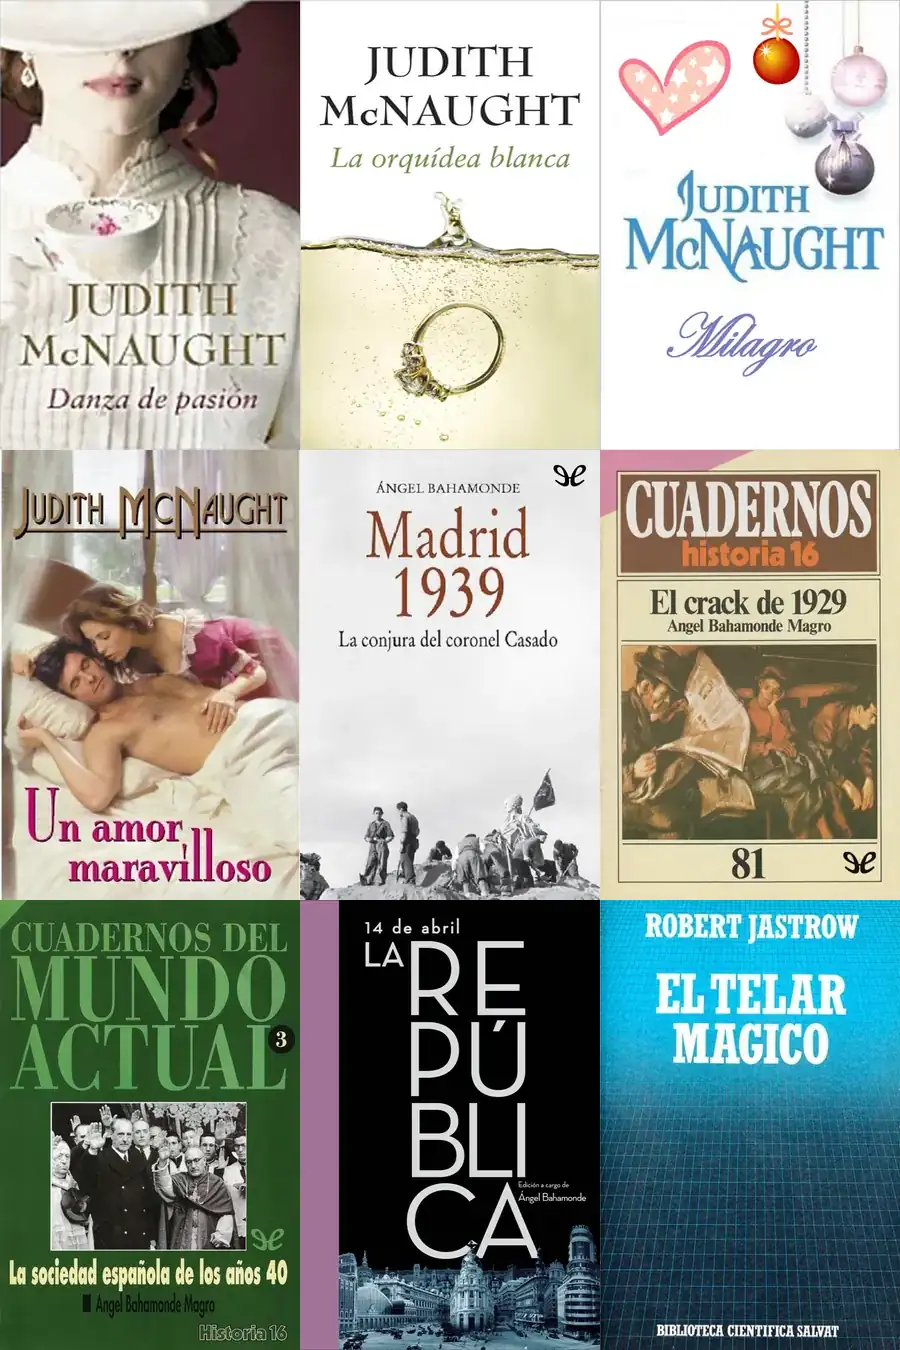 JUDITH
McNAUGHT
Danza de pasión
JUDITH
McNAUGHT
La orquídea blanca
JUDITH
McNAUGHT
Milagro
JUDITH McNAUGHT
Un amor
maravilloso
ÁNGEL BAHAMONDE
Madrid
1939
La conjura del coronel Casado
CUADERNOS
historia 16
El crack de 1929
Angel Bahamonde Magro
81
CUADERNOS DEL
MUNDO
ACTUAL
3
La sociedad española de los años 40
Angel Bahamonde Magro
Historia 16
14 de abril
LA
RE
PÚ
BLI
CA
Edición a cargo de
Ángel Bahamonde
ROBERT JASTROW
EL TELAR
MAGICO
BIBLIOTECA CIENTIFICA SALVAT